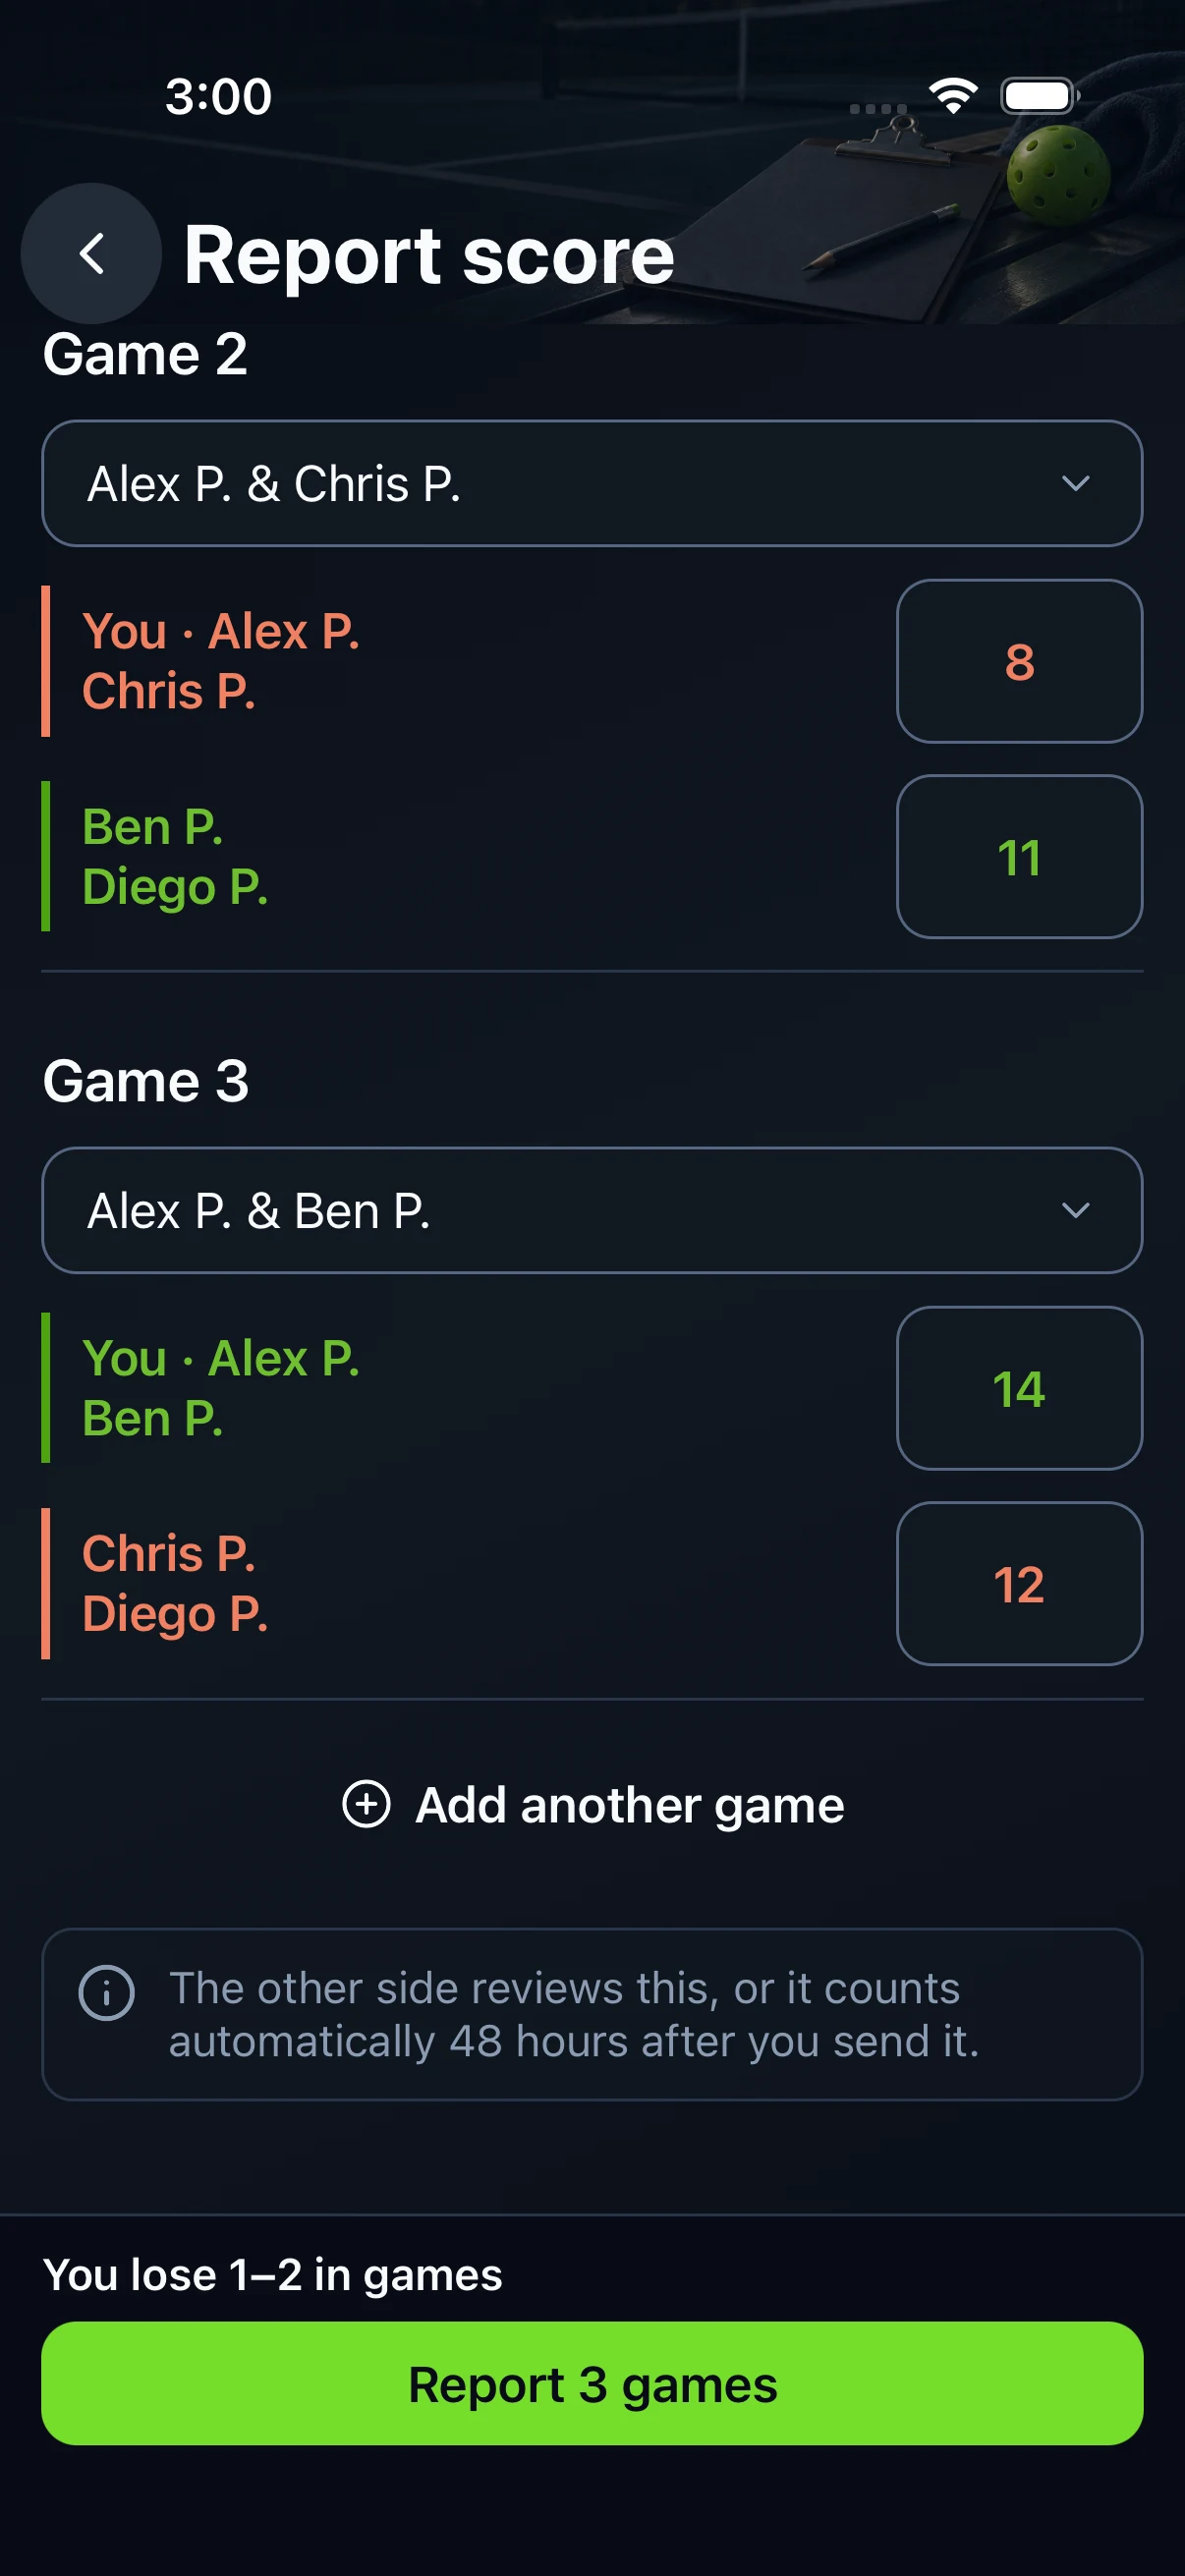 3:00
Report score
Game 2
Alex P. & Chris P.
You · Alex P.
Chris P.
8
Ben P.
Diego P.
11
Game 3
Alex P. & Ben P.
You · Alex P.
Ben P.
14
Chris P.
Diego P.
12
Add another game
The other side reviews this, or it counts
automatically 48 hours after you send it.
You lose 1–2 in games
Report 3 games